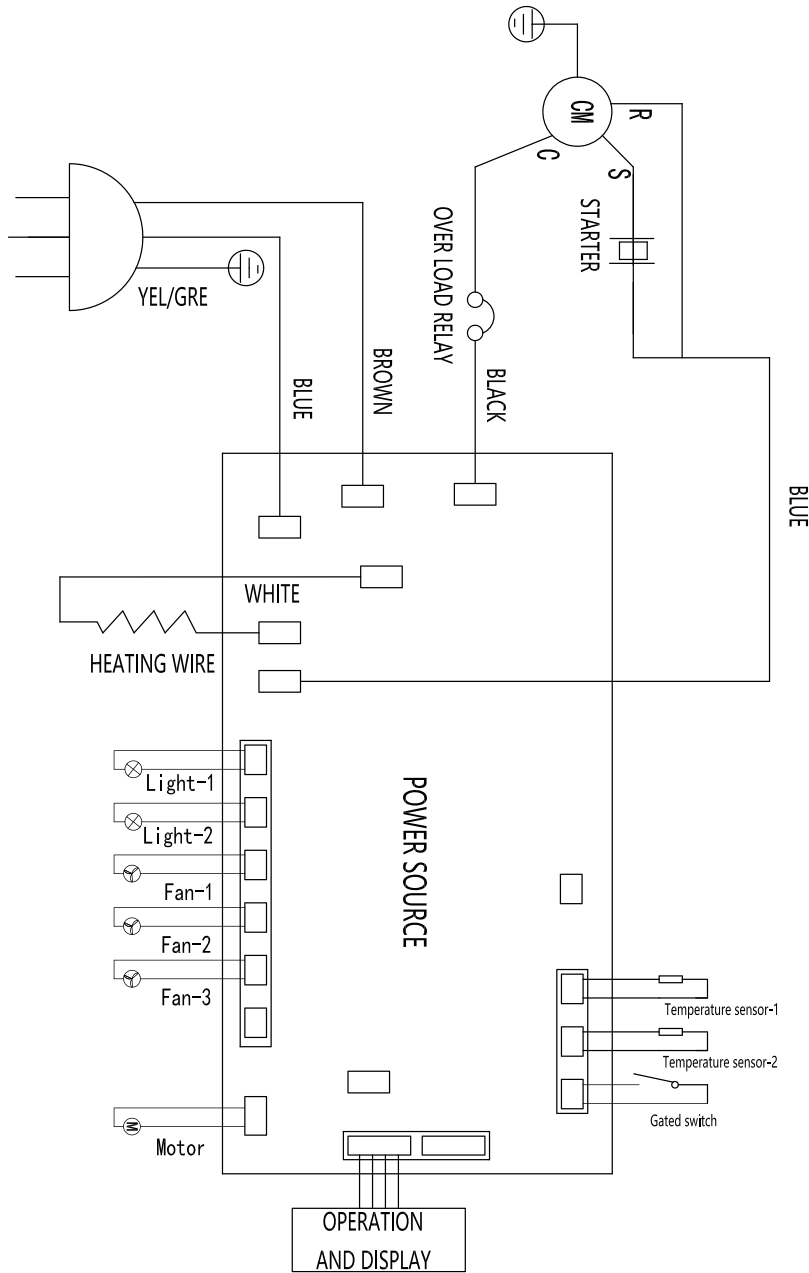 CM
R
C
S
STARTER
OVER LOAD RELAY
YEL/GRE
BROWN
BLUE
BLACK
BLUE
WHITE
HEATING WIRE
POWER SOURCE
Light-1
Light-2
Fan-1
Fan-2
Fan-3
M
Motor
Temperature sensor-1
Temperature sensor-2
Gated switch
OPERATION
AND DISPLAY